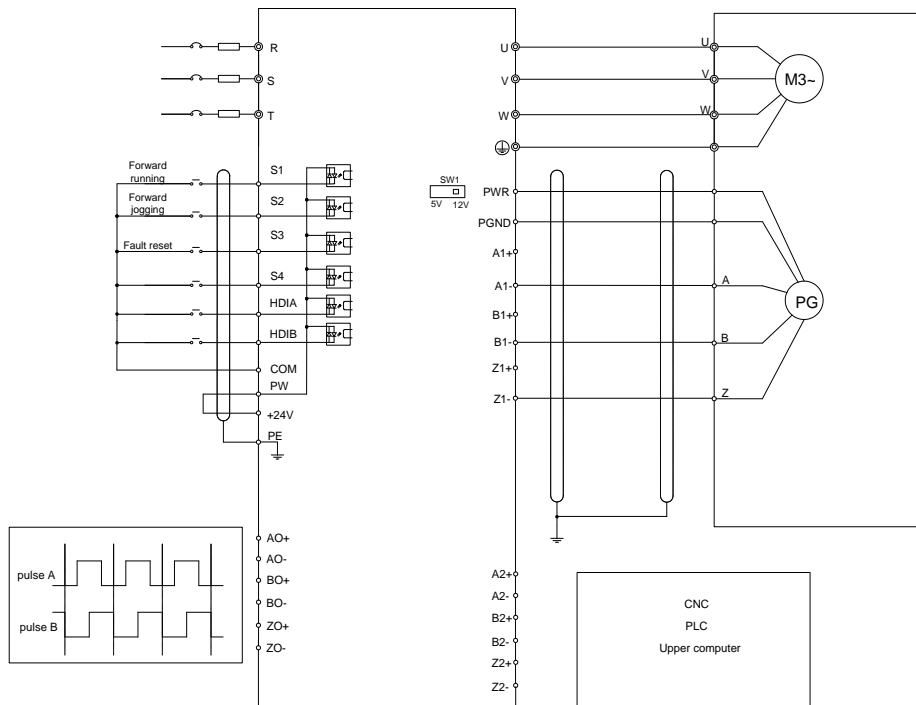 R
S
T
U
V
W
U
V
W
M3~
Forward
running
S1
Forward
jogging
S2
Fault reset
S3
S4
HDIA
HDIB
COM
PW
+24V
PE
SW1
5V 12V
PWR
PGND
A1+
A1-
B1+
B1-
Z1+
Z1-
A
B
Z
PG
pulse A
pulse B
AO+
AO-
BO+
BO-
ZO+
ZO-
A2+
A2-
B2+
B2-
Z2+
Z2-
CNC
PLC
Upper computer